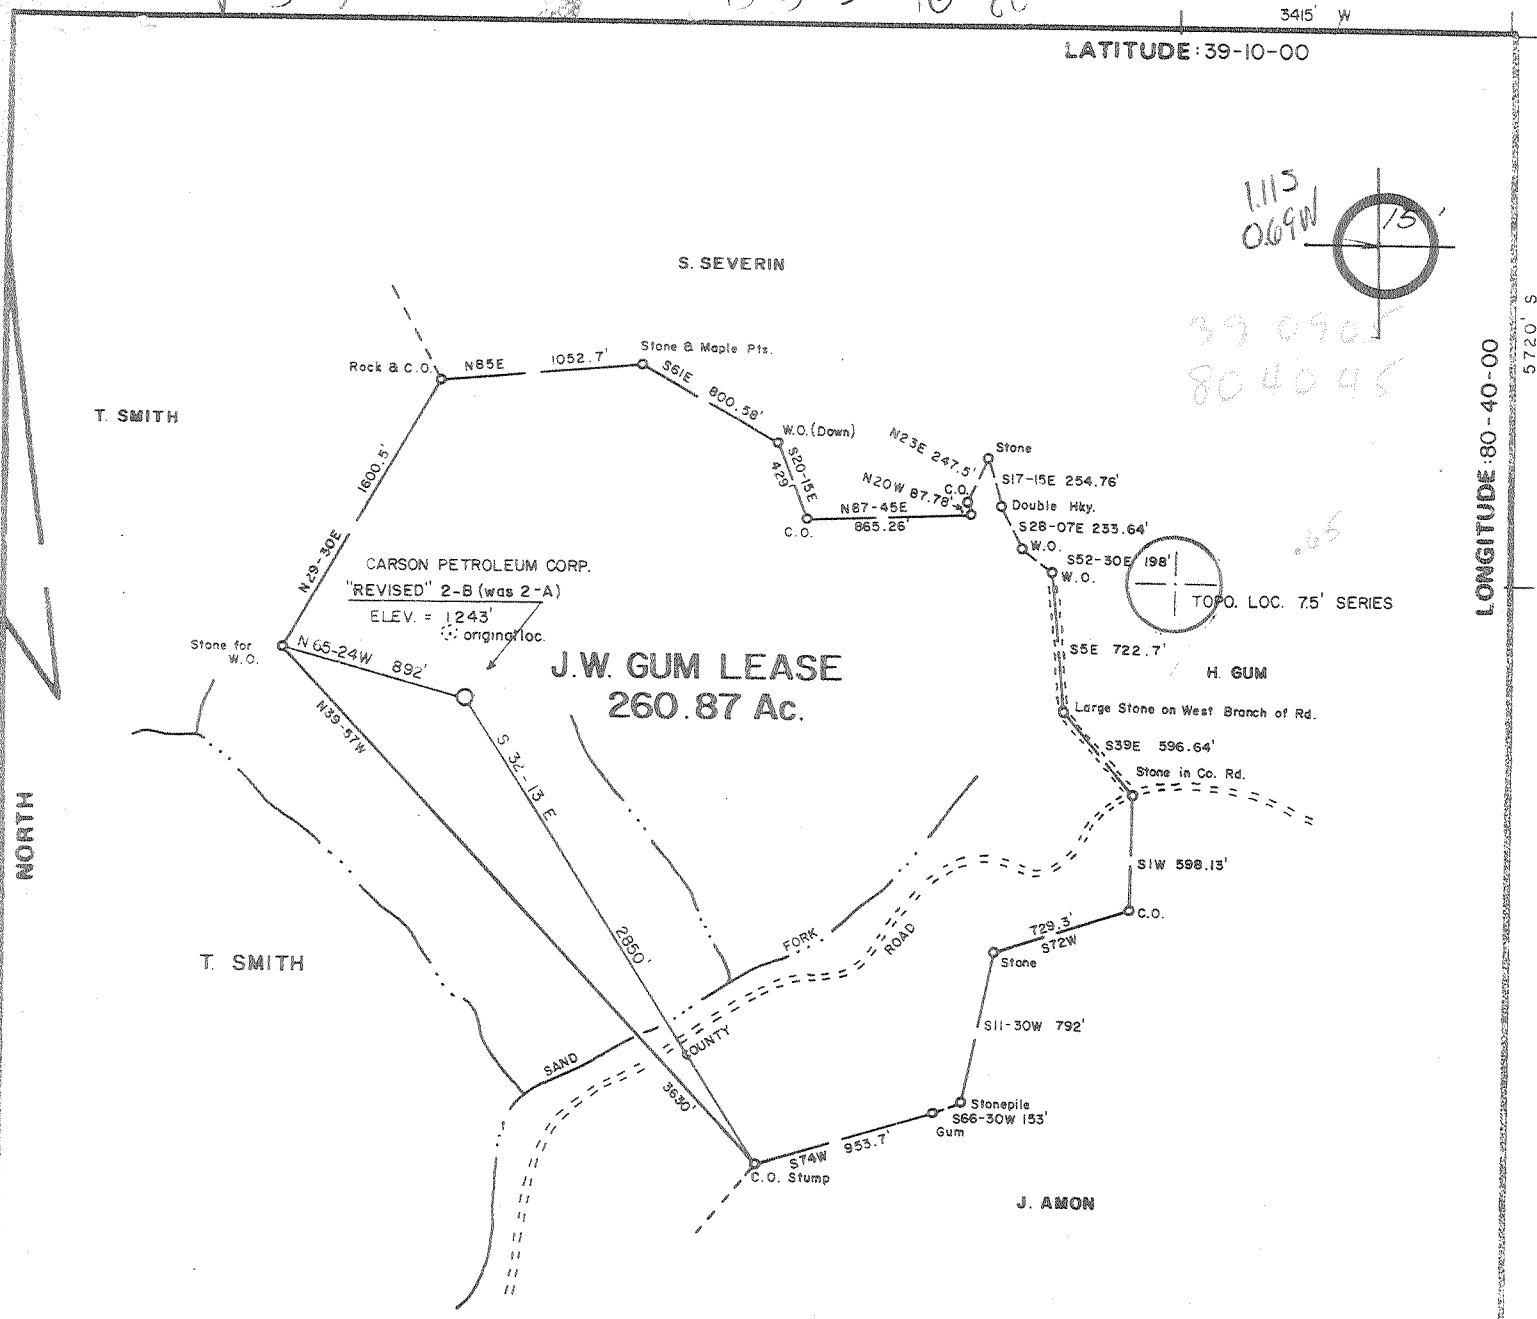 3415' W
LATITUDE: 39-10-00
1.11S
0.69W
15'
S. SEVERIN
5720' S
39 0905
80 40 45
LONGITUDE: 80-40-00
Rock & C.O.
N85E 1052.7'
Stone & Maple Pts.
S61E 800.58'
T. SMITH
W.O. (Down)
N23E 247.5'
Stone
S20-15E
429'
N20W 87.78'
C.O.
S17-15E 254.76'
1600.5'
N29-30E
N87-45E
865.26'
C.O.
Double Hky.
S28-07E 233.64'
W.O.
S52-30E 198'
W.O.
.65
CARSON PETROLEUM CORP.
"REVISED" 2-B (was 2-A)
ELEV. = 1243'
original loc.
TOPO. LOC. 7.5' SERIES
Stone for
W.O.
N 65-24W 892'
J.W. GUM LEASE
260.87 Ac.
S5E 722.7'
H. GUM
N39-57W
Large Stone on West Branch of Rd.
S 32-13 E
S39E 596.64'
Stone in Co. Rd.
NORTH
S1W 598.13'
C.O.
2850'
FORK
ROAD
729.3'
S72W
Stone
T. SMITH
S11-30W 792'
COUNTY
SAND
3630'
Stonepile
S66-30W 153'
Gum
S74W 953.7'
C.O. Stump
J. AMON